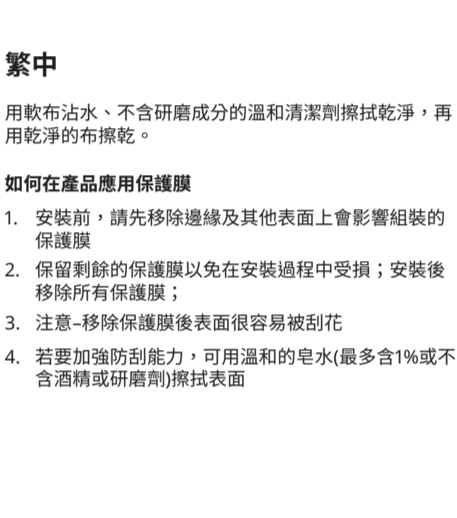 繁中
用軟布沾水、不含研磨成分的溫和清潔劑擦拭乾淨，再
用乾淨的布擦乾。
如何在產品應用保護膜
1. 安裝前，請先移除邊緣及其他表面上會影響組裝的
保護膜
2. 保留剩餘的保護膜以免在安裝過程中受損；安裝後
移除所有保護膜；
3. 注意–移除保護膜後表面很容易被刮花
4. 若要加強防刮能力，可用溫和的皂水(最多含1%或不
含酒精或研磨劑)擦拭表面